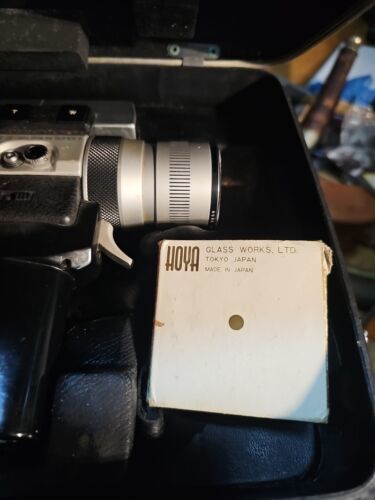 T W
HOYA GLASS WORKS, LTD.
TOKYO JAPAN
MADE IN JAPAN